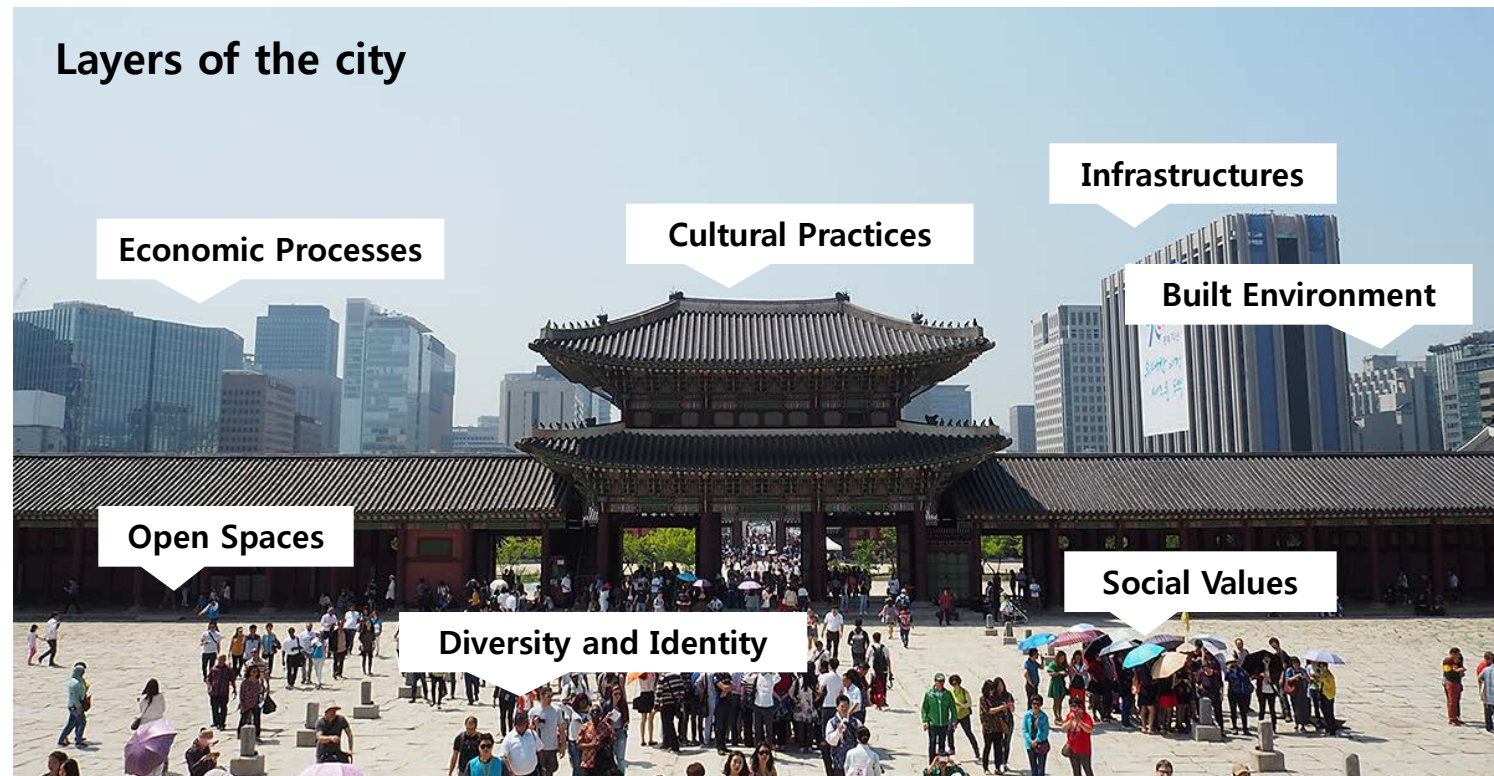 Layers of the city
Infrastructures
Cultural Practices
Economic Processes
Built Environment
Open Spaces
Social Values
Diversity and Identity